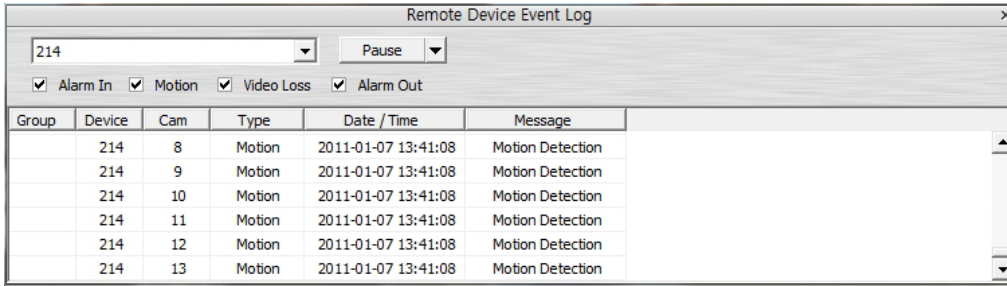 Remote Device Event Log
214 Pause
Alarm In Motion Video Loss Alarm Out
Group Device Cam Type Date / Time Message
214 8 Motion 2011-01-07 13:41:08 Motion Detection
214 9 Motion 2011-01-07 13:41:08 Motion Detection
214 10 Motion 2011-01-07 13:41:08 Motion Detection
214 11 Motion 2011-01-07 13:41:08 Motion Detection
214 12 Motion 2011-01-07 13:41:08 Motion Detection
214 13 Motion 2011-01-07 13:41:08 Motion Detection